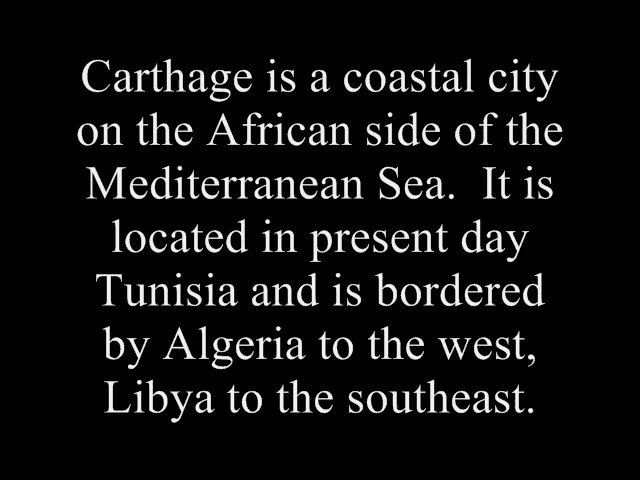 Carthage is a coastal city
on the African side of the
Mediterranean Sea.  It is
located in present day
Tunisia and is bordered
by Algeria to the west,
Libya to the southeast.